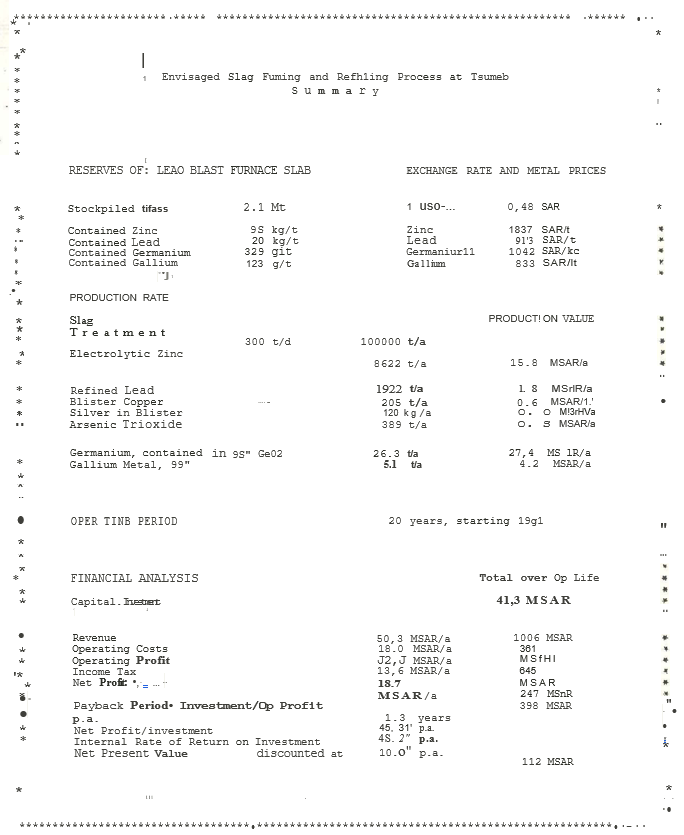 Envisaged Slag Fuming and Refh1ing Process at Tsumeb
Summary
RESERVES OF: LEAO BLAST FURNACE SLAB EXCHANGE RATE AND METAL PRICES
Stockpiled tifass 2.1 Mt 1 USO-... 0,48 SAR
Contained Zinc 9S kg/t Zinc 1837 SAR/t
Contained Lead 20 kg/t Lead 91'3 SAR/t
Contained Germanium 329 git Germaniur11 1042 SAR/kc
Contained Gallium 123 g/t Gallium 833 SAR/lt
PRODUCTION RATE
Slag PRODUCT!ON VALUE
Treatment
300 t/d 100000 t/a
Electrolytic Zinc
8622 t/a 15.8 MSAR/a
Refined Lead 1922 t/a 1.8 MSrlR/a
Blister Copper 205 t/a 0.6 MSAR/1.'
Silver in Blister 120 kg/a 0.0 M!3rHVa
Arsenic Trioxide 389 t/a 0.S MSAR/a
Germanium, contained in 9S" Ge02 26.3 t/a 27,4 MS lR/a
Gallium Metal, 99" 5.1 t/a 4.2 MSAR/a
OPER TINB PERIOD 20 years, starting 19g1
FINANCIAL ANALYSIS Total over Op Life
Capital. 41,3 MSAR
Revenue 50,3 MSAR/a 1006 MSAR
Operating Costs 18.0 MSAR/a 361
Operating Profit J2,J MSAR/a MSfHl
Income Tax 13,6 MSAR/a 645
Net Profit: 18.7 MSAR
MSAR/a 247 MSnR
Payback Period• Investment/Op Prof1t 398 MSAR
p.a. 1.3 years
Net Profit/investment 45,31' p.a.
Internal Rate of Return on Investment 4S.2" p.a.
Net Present Value discounted at 10.0" p.a.
112 MSAR